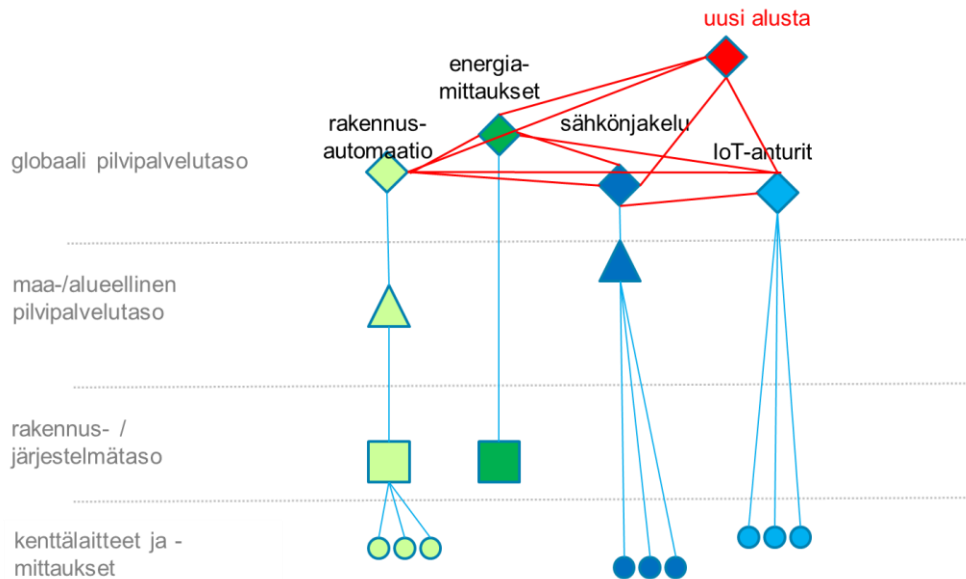 uusi alusta
energia-
mittaukset
rakennus-
automaatio
sähkönjakelu
IoT-anturit
globaali pilvipalvelutaso
maa-/alueellinen
pilvipalvelutaso
rakennus- /
järjestelmätaso
kenttälaitteet ja -
mittaukset